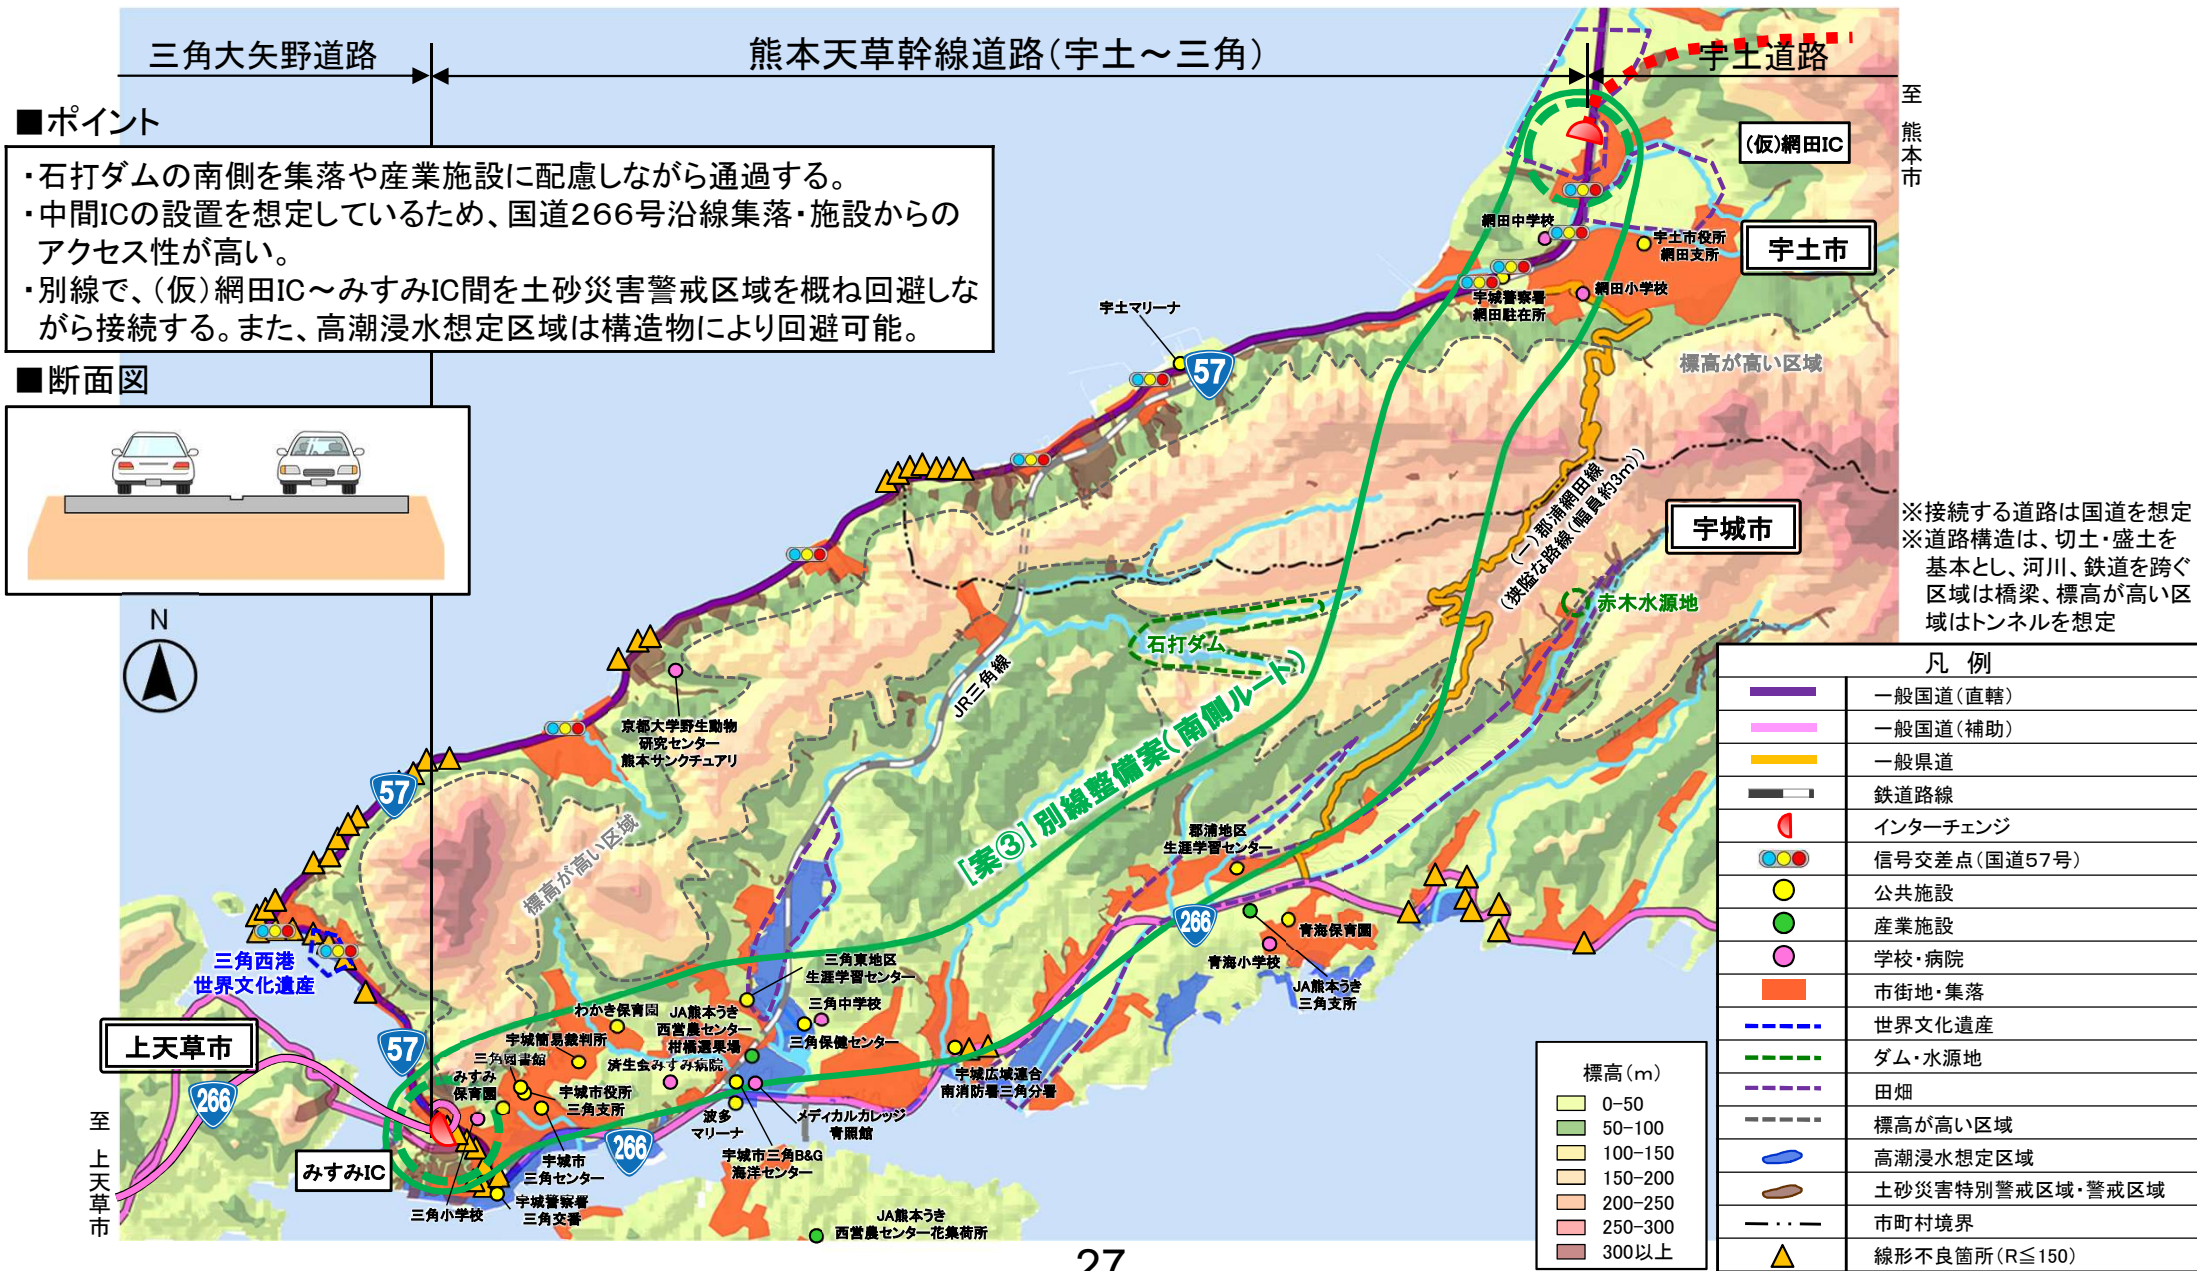 三角大矢野道路
熊本天草幹線道路(宇土～三角)
宇土道路
至 熊本市
■ポイント
・石打ダムの南側を集落や産業施設に配慮しながら通過する。
・中間ICの設置を想定しているため、国道266号沿線集落・施設からの
アクセス性が高い。
・別線で、(仮)網田IC～みすみIC間を土砂災害警戒区域を概ね回避しな
がら接続する。また、高潮浸水想定区域は構造物により回避可能。
■断面図
N
(仮)網田IC
宇土市
網田中学校
宇土市役所
網田支所
宇城警察署
網田駐在所
網田小学校
宇土マリーナ
57
標高が高い区域
(一)郡浦網田線
(狭隘な路線(幅員約3m))
宇城市
赤木水源地
石打ダム
JR三角線
[案③]別線整備案(南側ルート)
京都大学野生動物
研究センター
熊本サンクチュアリ
57
標高が高い区域
郡浦地区
生涯学習センター
266
青海保育園
青海小学校
JA熊本うき
三角支所
三角西港
世界文化遺産
三角東地区
生涯学習センター
わかき保育園
JA熊本うき
西営農センター
柑橘選果場
三角中学校
三角保健センター
宇城簡易裁判所
三角図書館
済生会みすみ病院
みすみ
保育園
宇城市役所
三角支所
宇城広域連合
南消防署三角分署
上天草市
57
266
波多
マリーナ
メディカルカレッジ
青照館
266
宇城市三角B&G
海洋センター
みすみIC
宇城市
三角センター
三角小学校
宇城警察署
三角交番
至 上天草市
JA熊本うき
西営農センター花集荷所
※接続する道路は国道を想定
※道路構造は、切土・盛土を
基本とし、河川、鉄道を跨ぐ
区域は橋梁、標高が高い区
域はトンネルを想定
凡 例
一般国道(直轄)
一般国道(補助)
一般県道
鉄道路線
インターチェンジ
信号交差点(国道57号)
公共施設
産業施設
学校・病院
市街地・集落
世界文化遺産
ダム・水源地
田畑
標高が高い区域
高潮浸水想定区域
土砂災害特別警戒区域・警戒区域
市町村境界
線形不良箇所(R≦150)
標高(m)
0-50
50-100
100-150
150-200
200-250
250-300
300以上
27